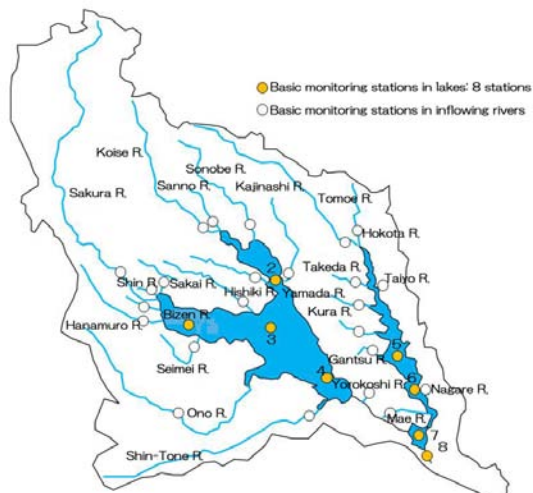 Basic monitoring stations in lakes: 8 stations
Basic monitoring stations in inflowing rivers
Koise R.
Sonobe R.
Sanno R.
Kajinashi R.
Sakura R.
Tomoe R.
Hokota R.
Takeda R.
Taiyo R.
2
Shin R.
Sakai R.
Yamada R.
Hishiki R.
Kura R.
Bizen R.
Hanamuro R.
3
Gantsu R.
5
Seimei R.
4
Yorokoshi R.
6
Nagare R.
Ono R.
Mae R.
7
8
Shin-Tone R.